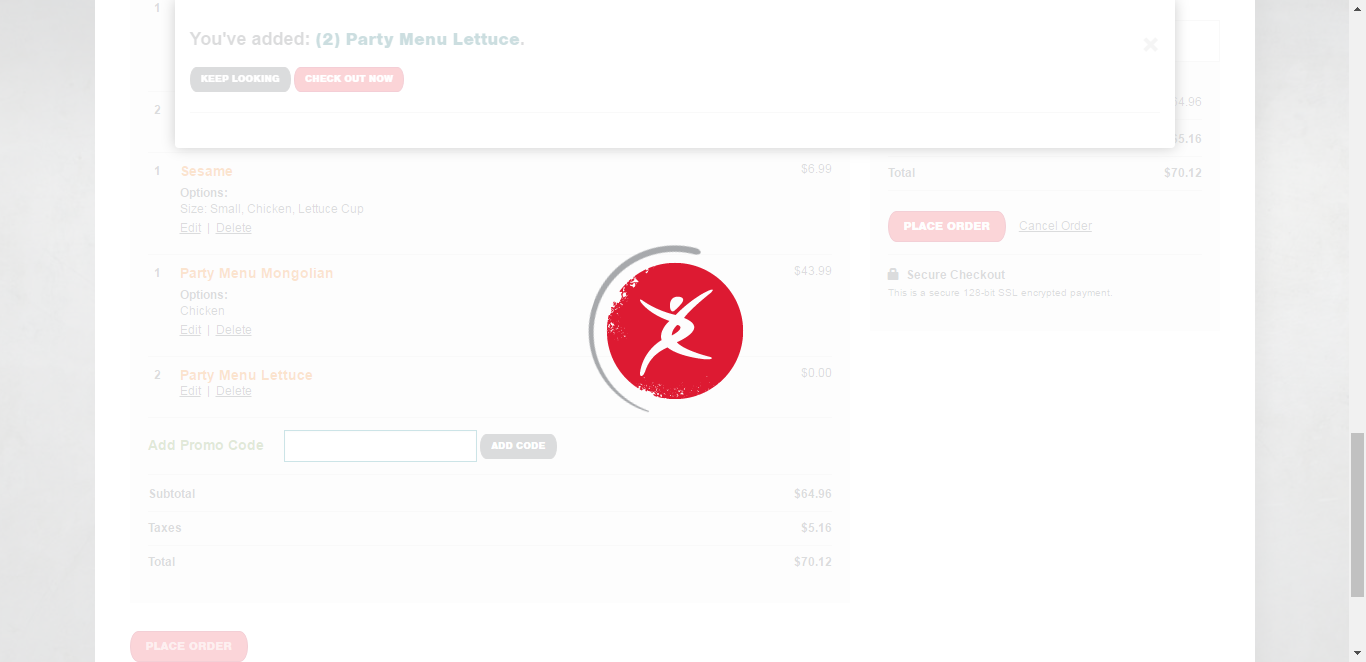 1
You've added: (2) Party Menu Lettuce.
KEEP LOOKING CHECK OUT NOW
2
4.96
5.16
1 Sesame $6.99
Options:
Size: Small, Chicken, Lettuce Cup
Edit | Delete
1 Party Menu Mongolian $43.99
Options:
Chicken
Edit | Delete
2 Party Menu Lettuce $0.00
Edit | Delete
Add Promo Code ADD CODE
Subtotal $64.96
Taxes $5.16
Total $70.12
PLACE ORDER
Total $70.12
PLACE ORDER Cancel Order
Secure Checkout
This is a secure 128-bit SSL encrypted payment.